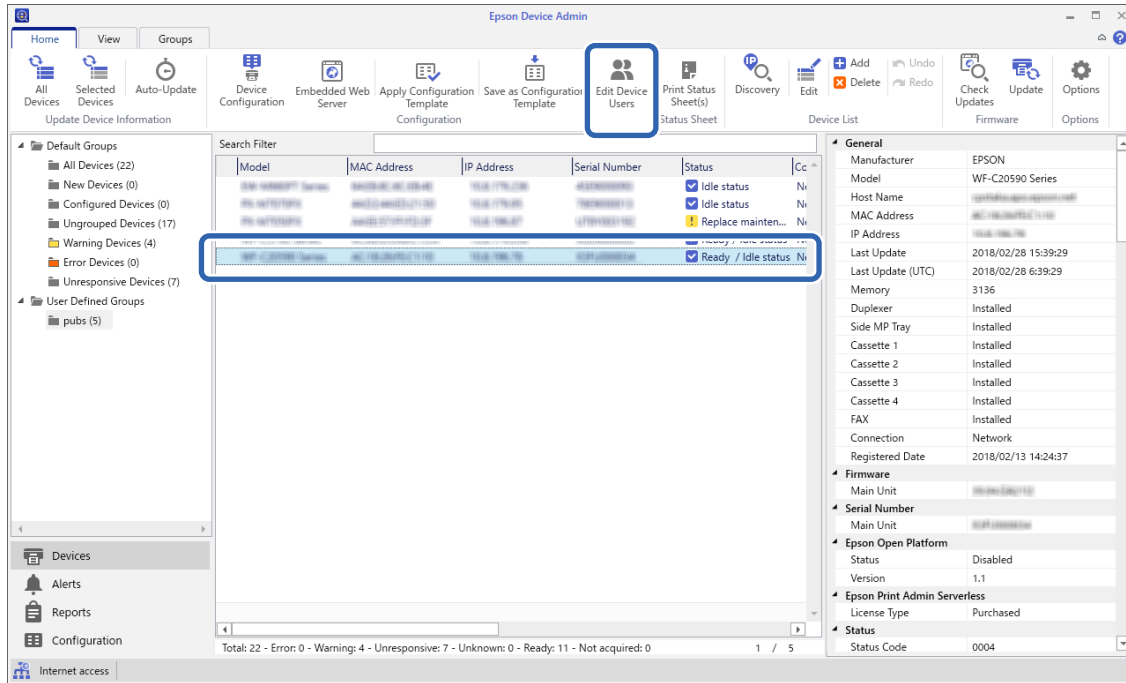 Epson Device Admin
Home View Groups
All Devices
Selected Devices
Auto-Update
Update Device Information
Device Configuration
Embedded Web Server
Apply Configuration Template
Save as Configuration Template
Configuration
Edit Device Users
Print Status Sheet(s)
Status Sheet
Discovery
Edit
Add
Delete
Undo
Redo
Device List
Check Updates
Update
Firmware
Options
Options
Default Groups
All Devices (22)
New Devices (0)
Configured Devices (0)
Ungrouped Devices (17)
Warning Devices (4)
Error Devices (0)
Unresponsive Devices (7)
User Defined Groups
pubs (5)
Devices
Alerts
Reports
Configuration
Search Filter
Model MAC Address IP Address Serial Number Status
Idle status
Idle status
Replace mainten...
Ready / Idle status
Ready / Idle status
Total: 22 - Error: 0 - Warning: 4 - Unresponsive: 7 - Unknown: 0 - Ready: 11 - Not acquired: 0 1 / 5
General
Manufacturer EPSON
Model WF-C20590 Series
Host Name
MAC Address
IP Address
Last Update 2018/02/28 15:39:29
Last Update (UTC) 2018/02/28 6:39:29
Memory 3136
Duplexer Installed
Side MP Tray Installed
Cassette 1 Installed
Cassette 2 Installed
Cassette 3 Installed
Cassette 4 Installed
FAX Installed
Connection Network
Registered Date 2018/02/13 14:24:37
Firmware
Main Unit
Serial Number
Main Unit
Epson Open Platform
Status Disabled
Version 1.1
Epson Print Admin Serverless
License Type Purchased
Status
Status Code 0004
Internet access